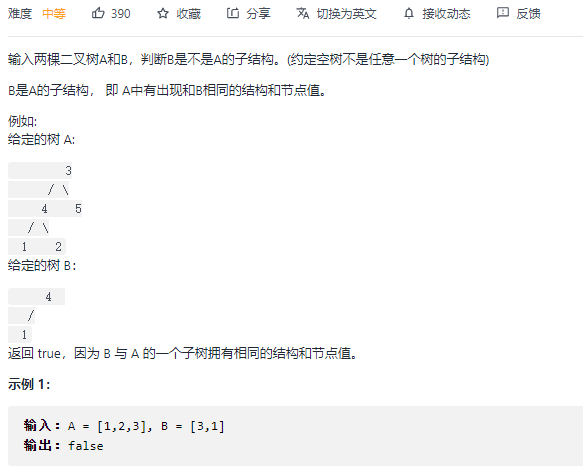 难度 中等 390 收藏 分享 切换为英文 接收动态 反馈
输入两棵二叉树A和B，判断B是不是A的子结构。(约定空树不是任意一个树的子结构)
B是A的子结构， 即 A中有出现和B相同的结构和节点值。
例如:
给定的树 A:
3
/ \
4 5
/ \
1 2
给定的树 B：
4
/
1
返回 true，因为 B 与 A 的一个子树拥有相同的结构和节点值。
示例 1：
输入：A = [1,2,3], B = [3,1]
输出：false